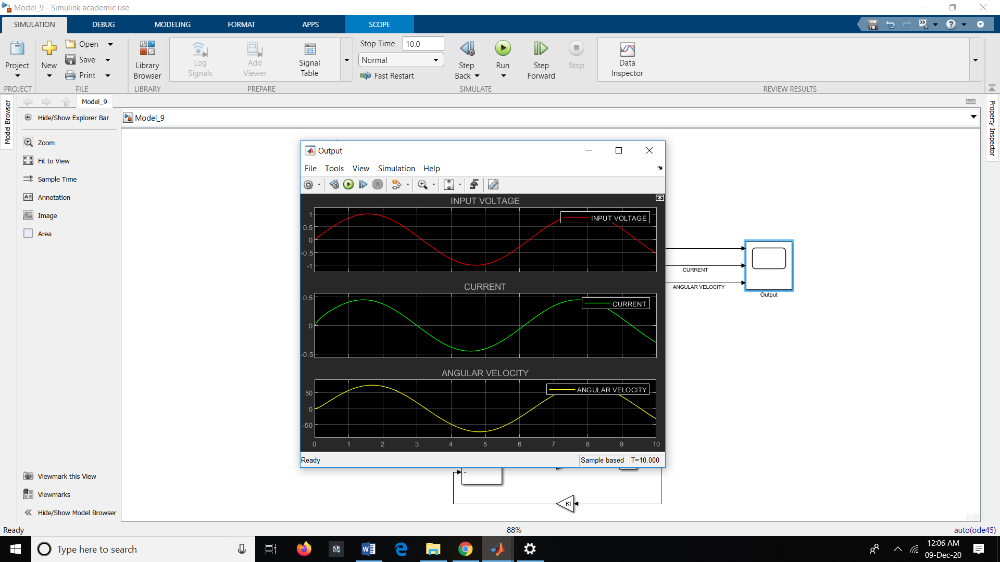 Model_9 - Simulink academic use
SIMULATION DEBUG MODELING FORMAT APPS SCOPE
Project
New
Open
Save
Print
Library Browser
Log Signals
Add Viewer
Signal Table
Stop Time 10.0
Normal
Fast Restart
Step Back
Run
Step Forward
Stop
Data Inspector
PROJECT FILE LIBRARY PREPARE SIMULATE REVIEW RESULTS
Model Browser
Model_9
Property Inspector
Hide/Show Explorer Bar
Model_9
Zoom
Fit to View
Sample Time
Annotation
Image
Area
Output
File Tools View Simulation Help
INPUT VOLTAGE
INPUT VOLTAGE
1
0.5
0
-0.5
-1
CURRENT
CURRENT
0.5
0
-0.5
ANGULAR VELOCITY
ANGULAR VELOCITY
50
0
-50
0 1 2 3 4 5 6 7 8 9 10
Ready Sample based T=10.000
CURRENT
ANGULAR VELOCITY
Output
-
Kf
Viewmark this View
Viewmarks
Hide/Show Model Browser
Ready 88% auto(ode45)
Type here to search
12:06 AM
09-Dec-20